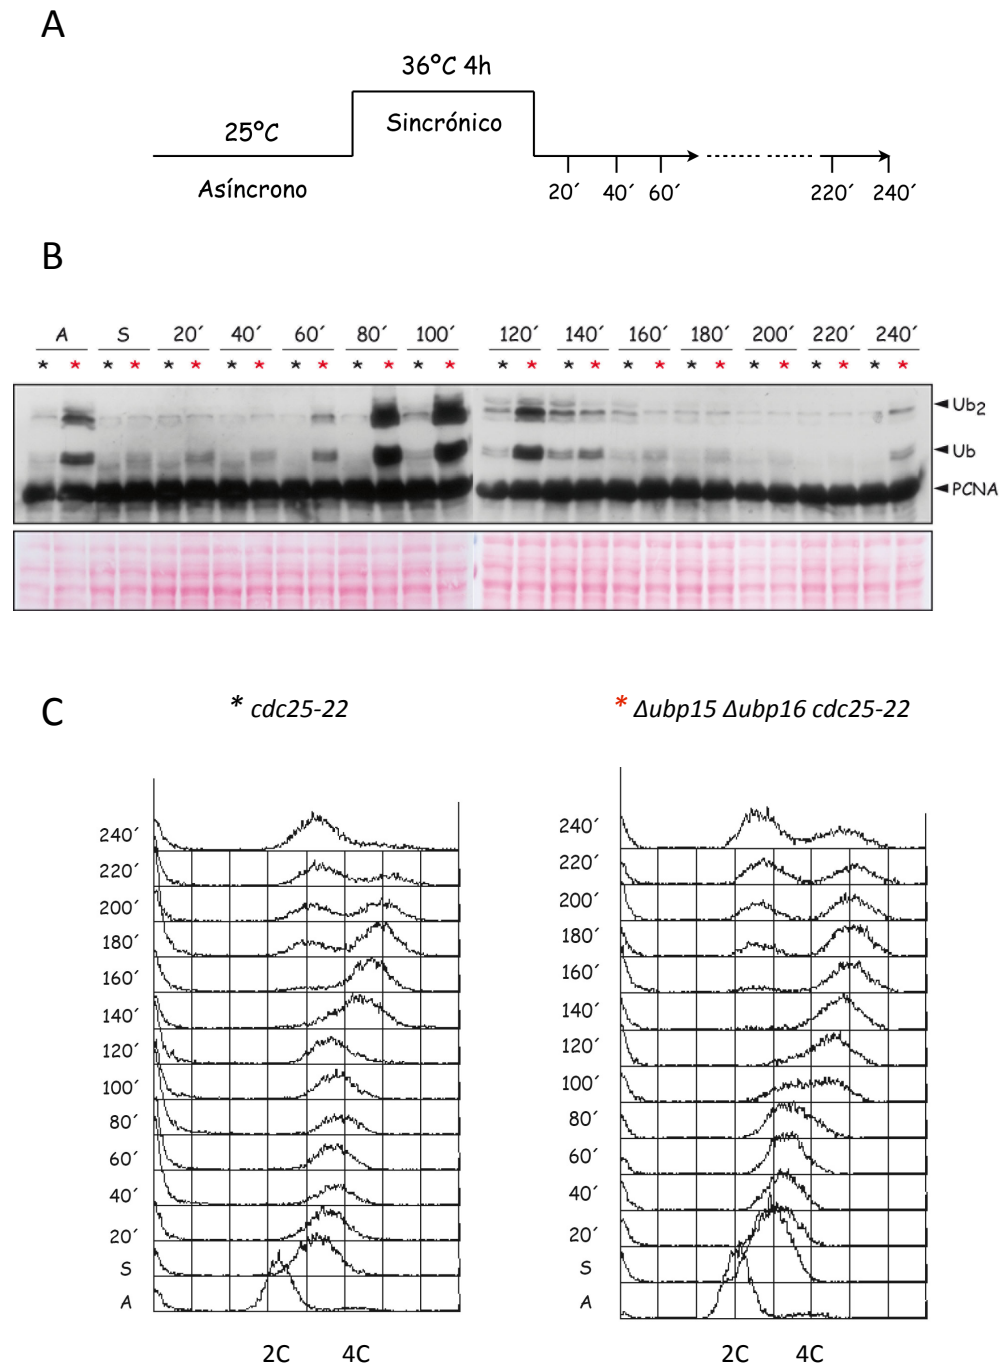 A
36ºC 4h
25ºC
Sincrónico
Asíncrono
20´ 40´ 60´ 220´ 240´
B
A S 20´ 40´ 60´ 80´ 100´ 120´ 140´ 160´ 180´ 200´ 220´ 240´
* * * * * * * * * * * * * * * * * * * * * * * * * * * *
Ub2
Ub
PCNA
C
* cdc25-22
* Δubp15 Δubp16 cdc25-22
240´
220´
200´
180´
160´
140´
120´
100´
80´
60´
40´
20´
S
A
2C 4C
240´
220´
200´
180´
160´
140´
120´
100´
80´
60´
40´
20´
S
A
2C 4C